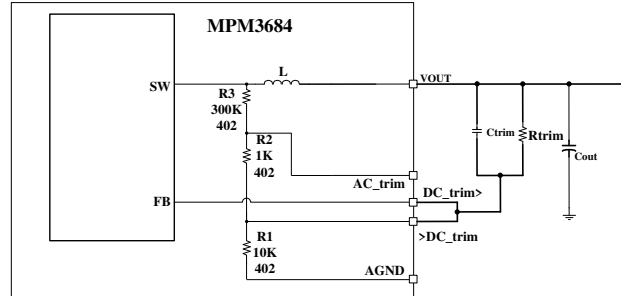 MPM3684
SW
L
VOUT
R3
300K
402
R2
1K
402
Ctrim
Rtrim
Cout
AC_trim
FB
DC_trim>
>DC_trim
R1
10K
402
AGND